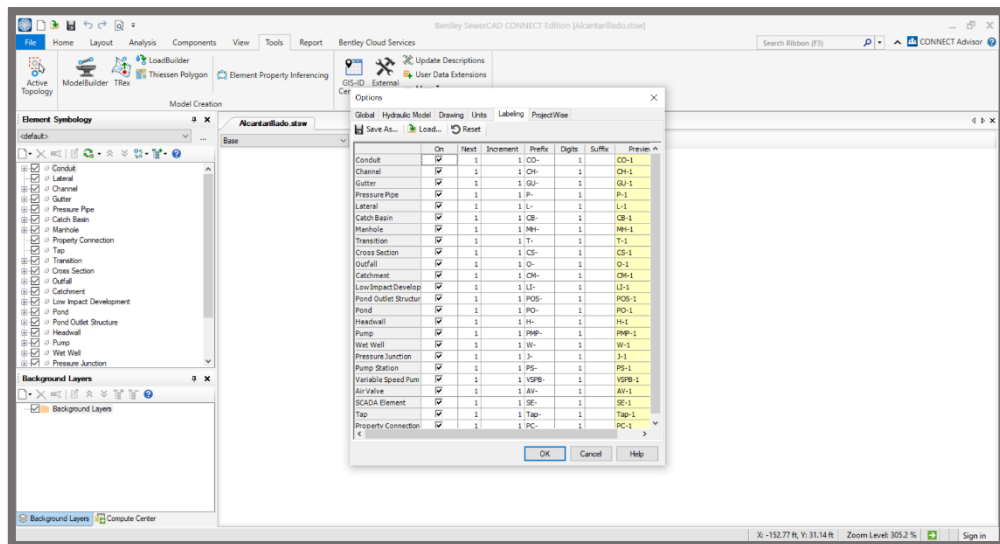 Bentley SewerCAD CONNECT Edition [Alcantarillado.stsw]
File Home Layout Analysis Components View Tools Report Bentley Cloud Services
Search Ribbon (F3) CONNECT Advisor
Active Topology
ModelBuilder
TRex
LoadBuilder
Thiessen Polygon
Element Property Inferencing
GIS-ID
External
Update Descriptions
User Data Extensions
Model Creation
Element Symbology
<default>
Conduit
Lateral
Channel
Gutter
Pressure Pipe
Catch Basin
Manhole
Property Connection
Tap
Transition
Cross Section
Outfall
Catchment
Low Impact Development
Pond
Pond Outlet Structure
Headwall
Pump
Wet Well
Pressure Junction
Background Layers
Background Layers
Background Layers Compute Center
Alcantarillado.stsw
Base
Options
Global Hydraulic Model Drawing Units Labeling ProjectWise
Save As... Load... Reset
On Next Increment Prefix Digits Suffix Preview
Conduit 1 1 CO- 1 CO-1
Channel 1 1 CH- 1 CH-1
Gutter 1 1 GU- 1 GU-1
Pressure Pipe 1 1 P- 1 P-1
Lateral 1 1 L- 1 L-1
Catch Basin 1 1 CB- 1 CB-1
Manhole 1 1 MH- 1 MH-1
Transition 1 1 T- 1 T-1
Cross Section 1 1 CS- 1 CS-1
Outfall 1 1 O- 1 O-1
Catchment 1 1 CM- 1 CM-1
Low Impact Develop 1 1 LI- 1 LI-1
Pond Outlet Structur 1 1 POS- 1 POS-1
Pond 1 1 PO- 1 PO-1
Headwall 1 1 H- 1 H-1
Pump 1 1 PMP- 1 PMP-1
Wet Well 1 1 W- 1 W-1
Pressure Junction 1 1 J- 1 J-1
Pump Station 1 1 PS- 1 PS-1
Variable Speed Pum 1 1 VSPB- 1 VSPB-1
Air Valve 1 1 AV- 1 AV-1
SCADA Element 1 1 SE- 1 SE-1
Tap 1 1 Tap- 1 Tap-1
Property Connection 1 1 PC- 1 PC-1
OK Cancel Help
X: -152.77 ft, Y: 31.14 ft Zoom Level: 305.2 % Sign in